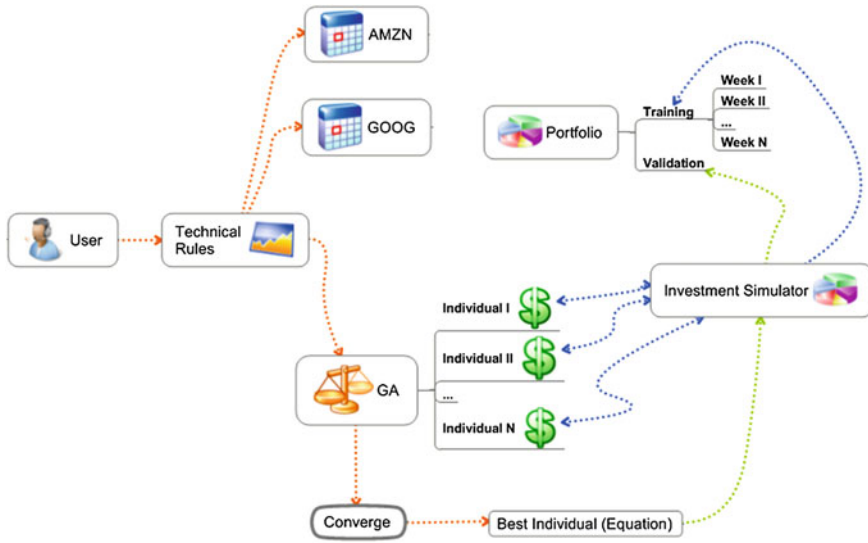 AMZN
GOOG
Portfolio
Training
Week I
Week II
...
Week N
Validation
User
Technical
Rules
Investment Simulator
GA
Individual I
Individual II
...
Individual N
Converge
Best Individual (Equation)